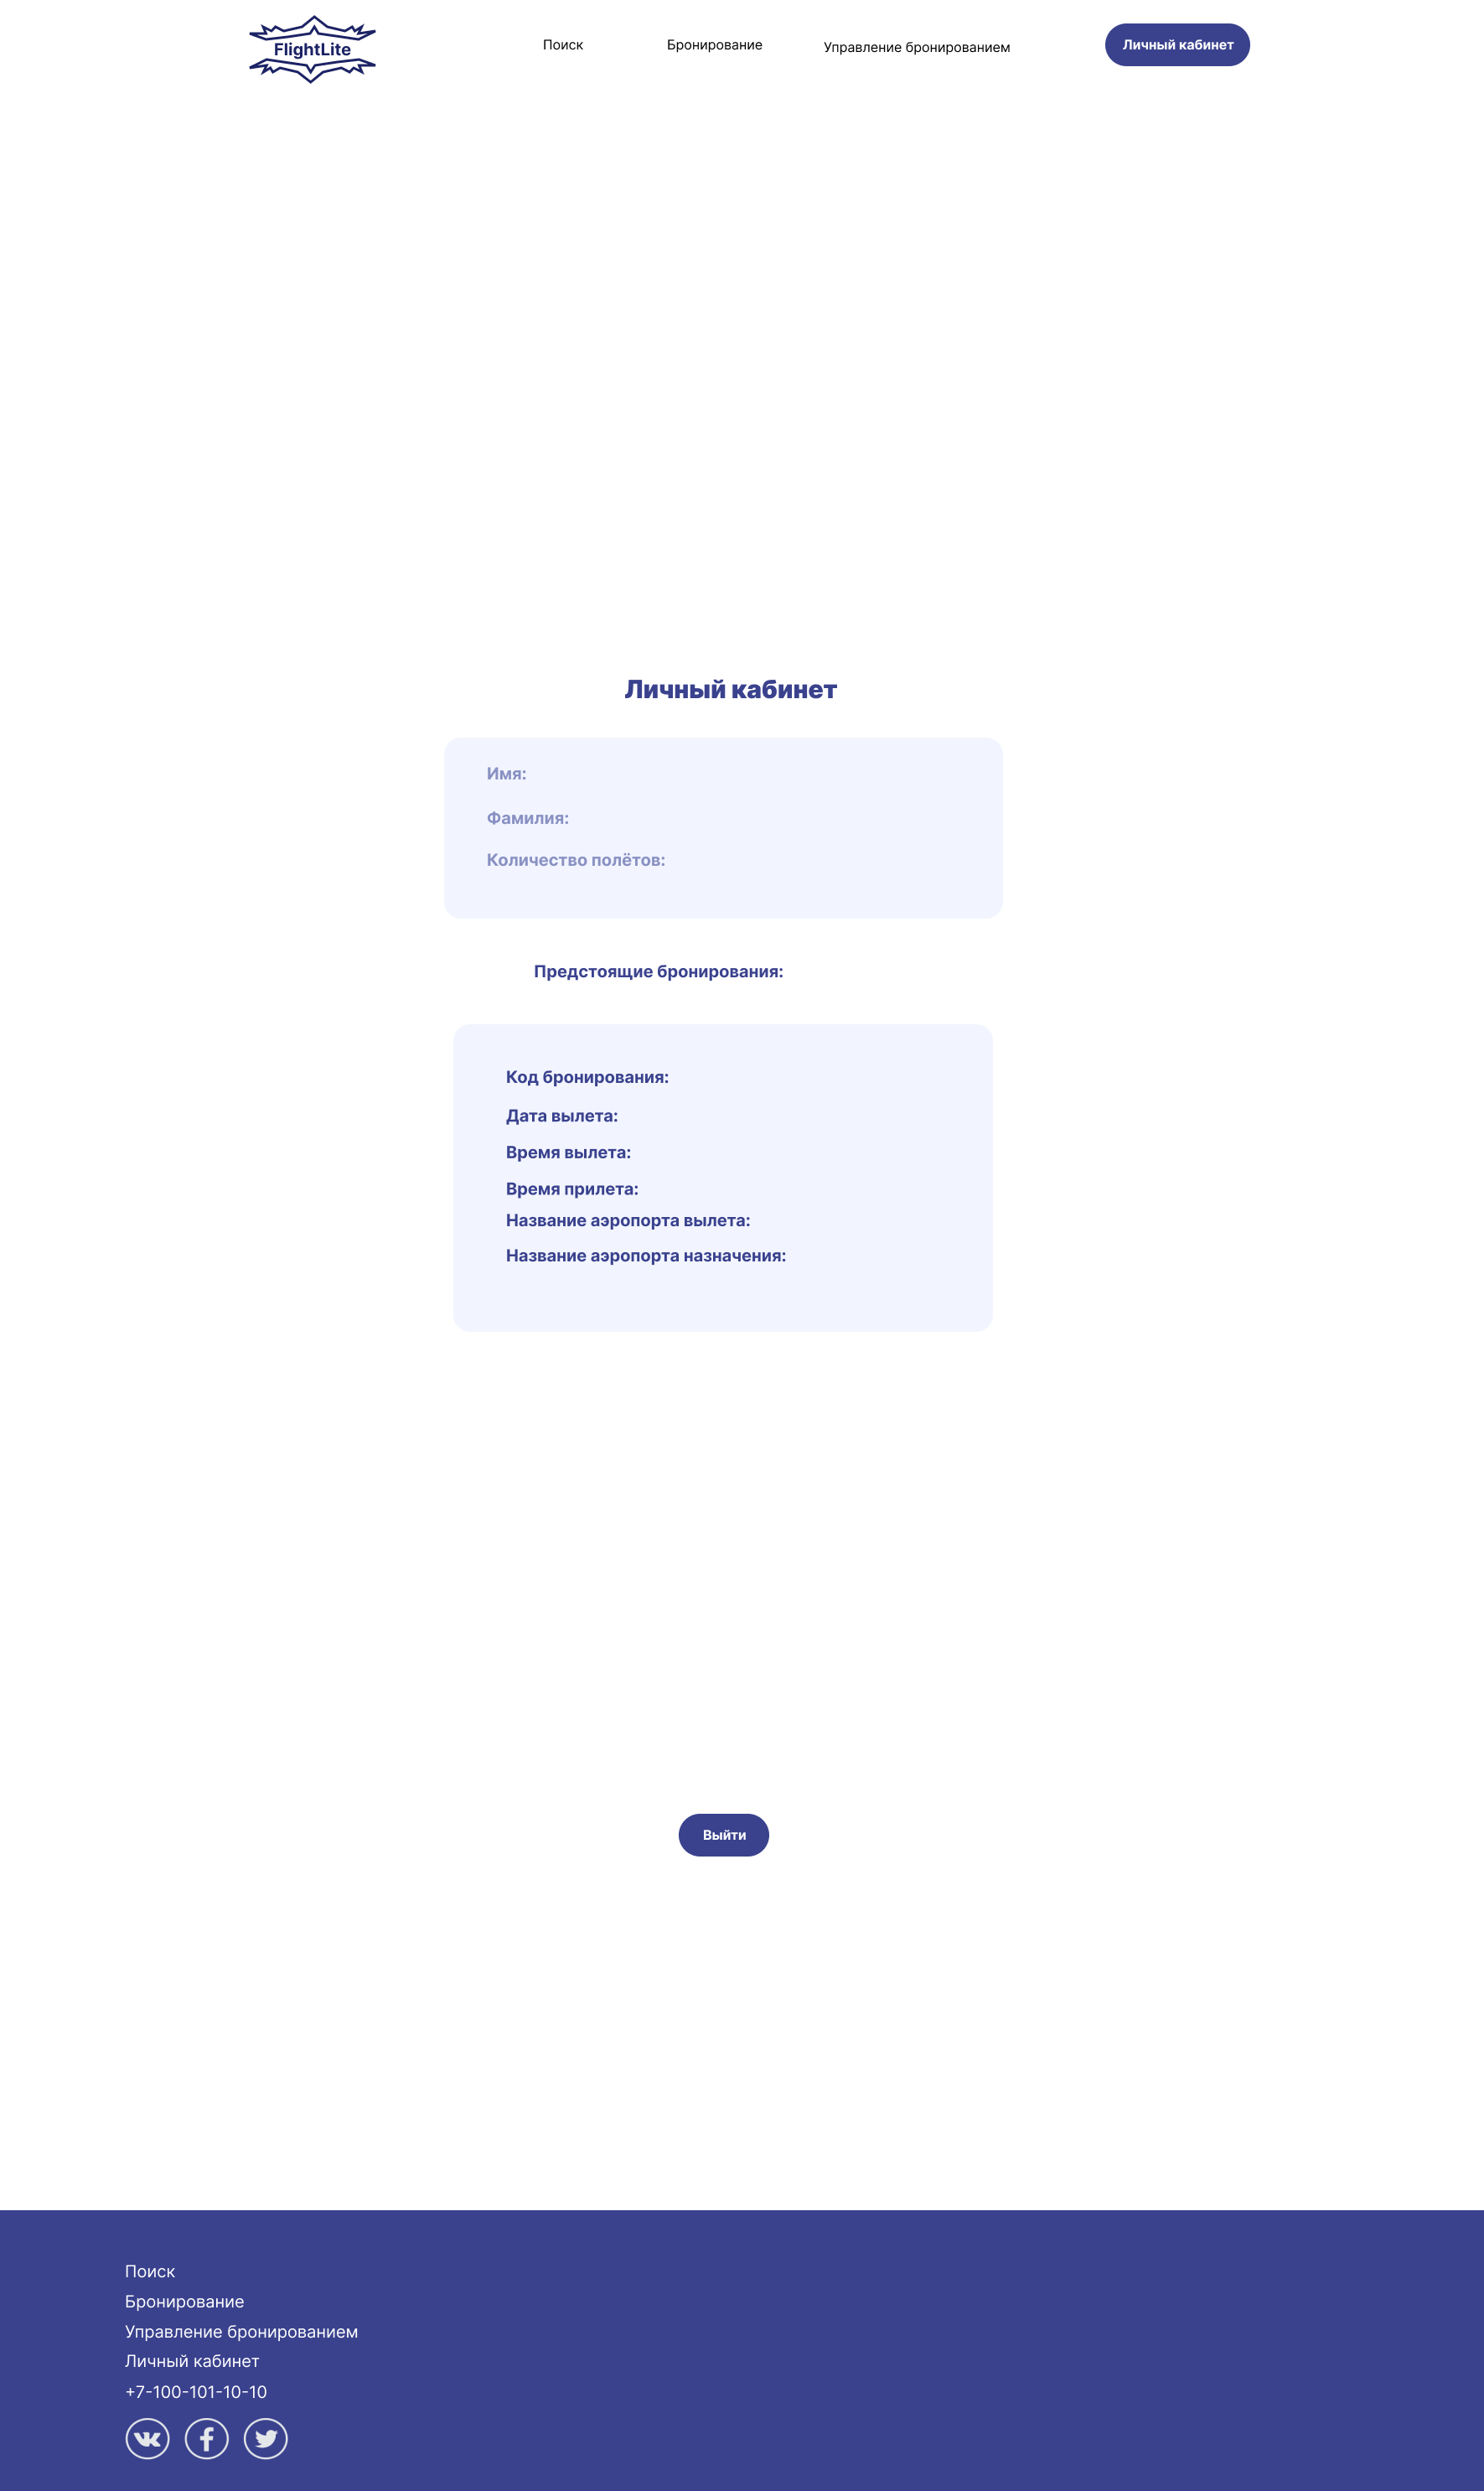 FlightLite
Поиск
Бронирование
Управление бронированием
Личный кабинет
Личный кабинет
Имя:
Фамилия:
Количество полётов:
Предстоящие бронирования:
Код бронирования:
Дата вылета:
Время вылета:
Время прилета:
Название аэропорта вылета:
Название аэропорта назначения:
Выйти
Поиск
Бронирование
Управление бронированием
Личный кабинет
+7-100-101-10-10